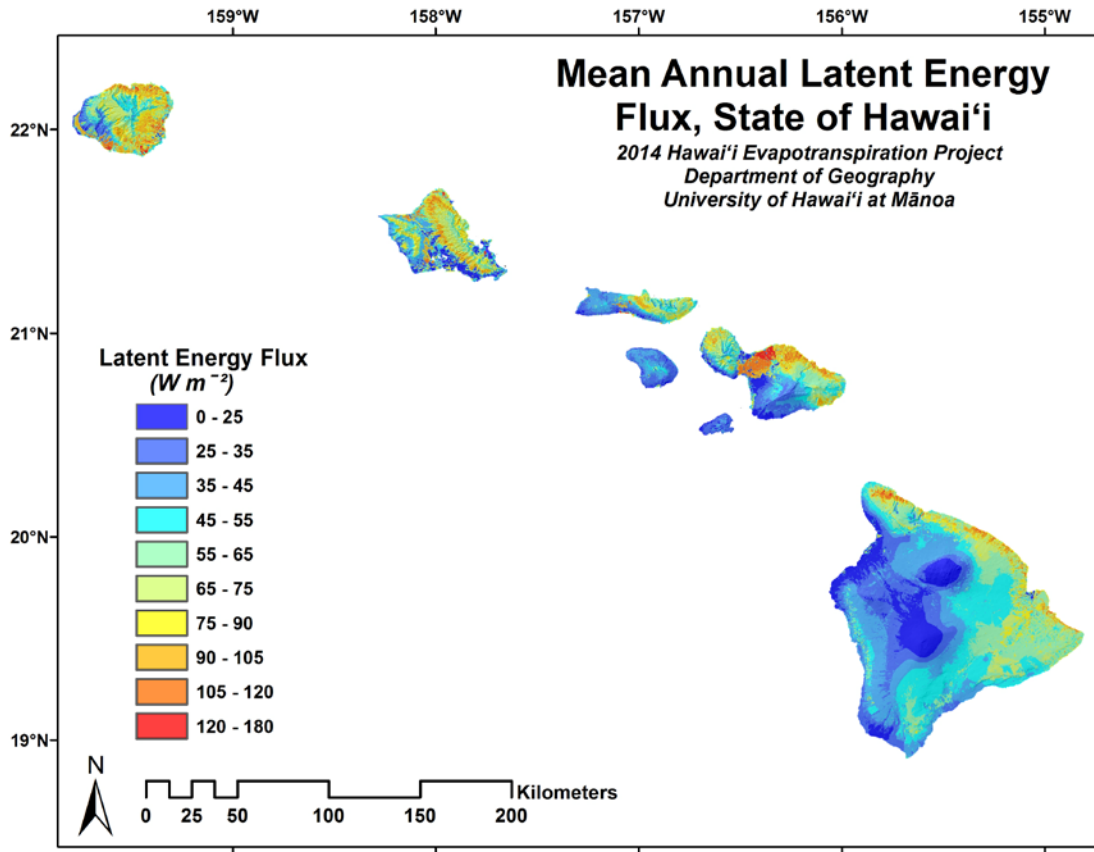 159°W 158°W 157°W 156°W 155°W
Mean Annual Latent Energy
Flux, State of Hawai‘i
2014 Hawai‘i Evapotranspiration Project
Department of Geography
University of Hawai‘i at Mānoa
22°N
21°N
20°N
19°N
Latent Energy Flux
(W m⁻²)
0 - 25
25 - 35
35 - 45
45 - 55
55 - 65
65 - 75
75 - 90
90 - 105
105 - 120
120 - 180
N
Kilometers
0 25 50 100 150 200